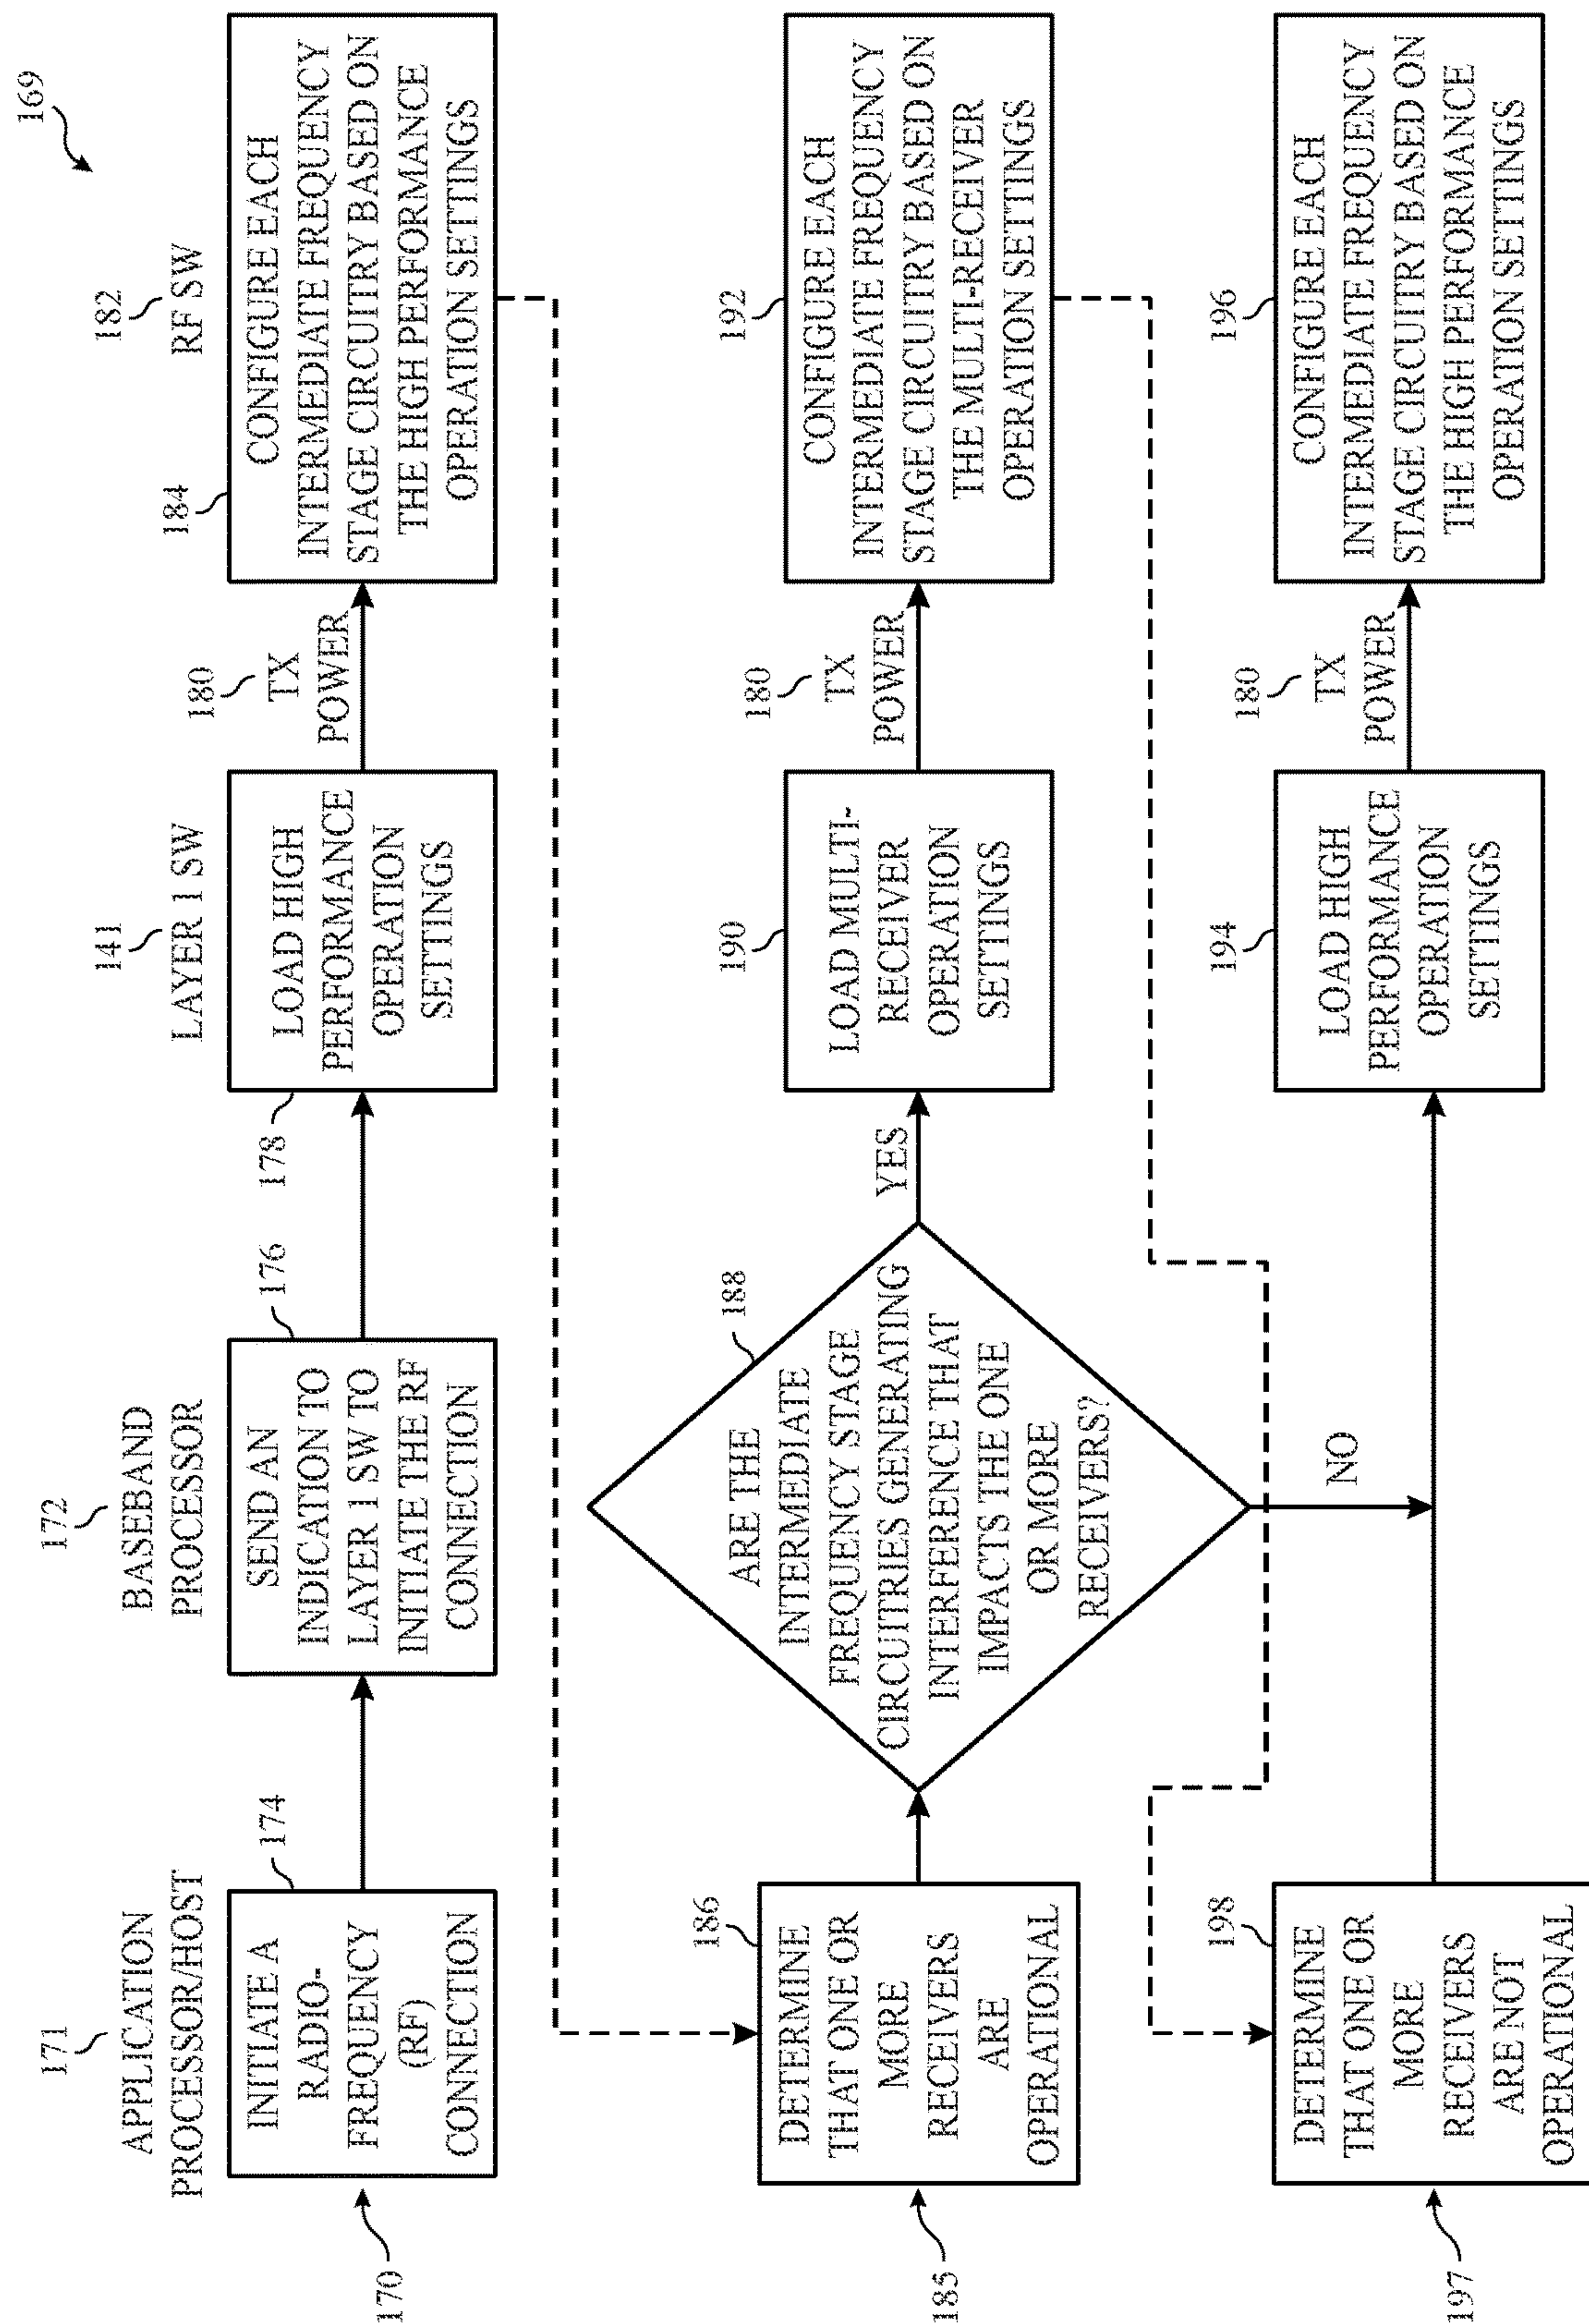 169
171
APPLICATION
PROCESSOR/HOST
172
BASEBAND
PROCESSOR
141
LAYER 1 SW
182
RF SW
170
174
INITIATE A
RADIO-
FREQUENCY
(RF)
CONNECTION
176
SEND AN
INDICATION TO
LAYER 1 SW TO
INITIATE THE RF
CONNECTION
178
LOAD HIGH
PERFORMANCE
OPERATION
SETTINGS
180
TX
POWER
184
CONFIGURE EACH
INTERMEDIATE FREQUENCY
STAGE CIRCUITRY BASED ON
THE HIGH PERFORMANCE
OPERATION SETTINGS
185
186
DETERMINE
THAT ONE OR
MORE
RECEIVERS
ARE
OPERATIONAL
188
ARE THE
INTERMEDIATE
FREQUENCY STAGE
CIRCUITRIES GENERATING
INTERFERENCE THAT
IMPACTS THE ONE
OR MORE
RECEIVERS?
YES
NO
190
LOAD MULTI-
RECEIVER
OPERATION
SETTINGS
180
TX
POWER
192
CONFIGURE EACH
INTERMEDIATE FREQUENCY
STAGE CIRCUITRY BASED ON
THE MULTI-RECEIVER
OPERATION SETTINGS
197
198
DETERMINE
THAT ONE OR
MORE
RECEIVERS
ARE NOT
OPERATIONAL
194
LOAD HIGH
PERFORMANCE
OPERATION
SETTINGS
180
TX
POWER
196
CONFIGURE EACH
INTERMEDIATE FREQUENCY
STAGE CIRCUITRY BASED ON
THE HIGH PERFORMANCE
OPERATION SETTINGS